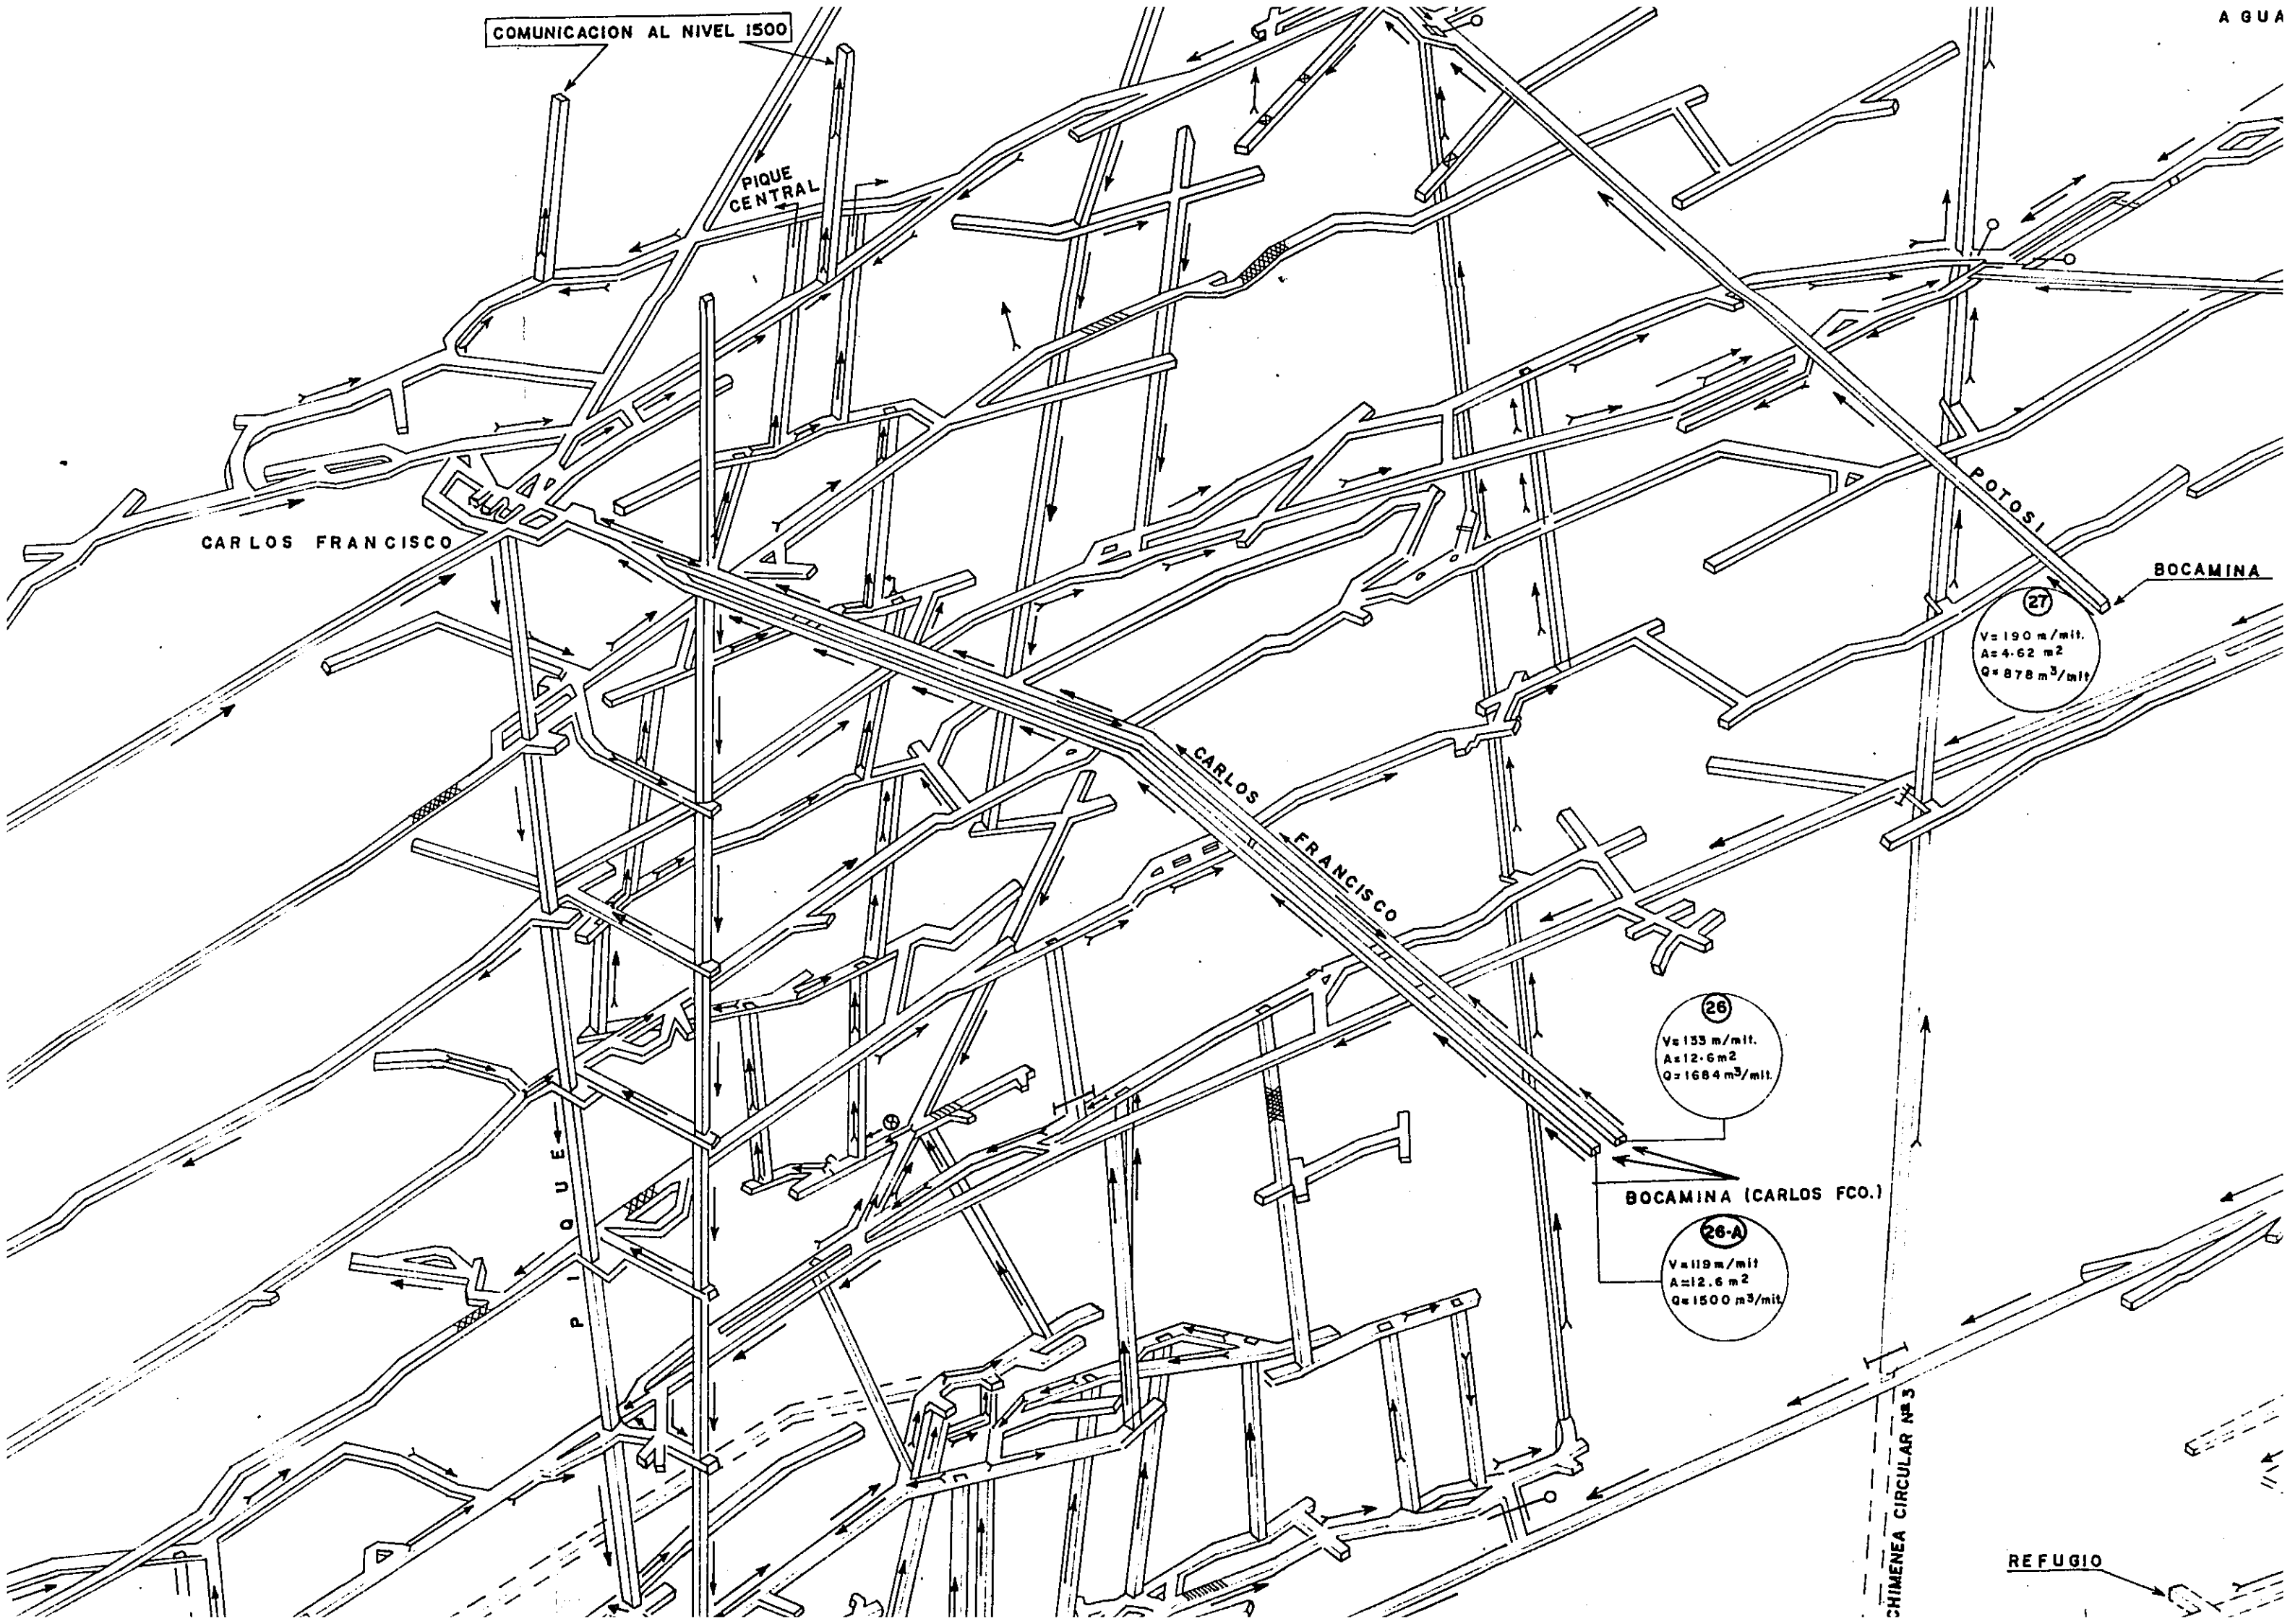 COMUNICACION AL NIVEL 1500
AGUA
PIQUE
CENTRAL
CARLOS FRANCISCO
POTOSI
BOCAMINA
27
V= 190 m/mit.
A= 4.62 m2
Q= 878 m³/mit
CARLOS
FRANCISCO
26
V= 133 m/mit.
A= 12.6 m2
Q= 1684 m³/mit.
BOCAMINA (CARLOS FCO.)
26-A
V= 119 m/mit
A= 12.6 m2
Q= 1500 m³/mit.
PIQUE
CHIMENEA CIRCULAR Nº 3
REFUGIO